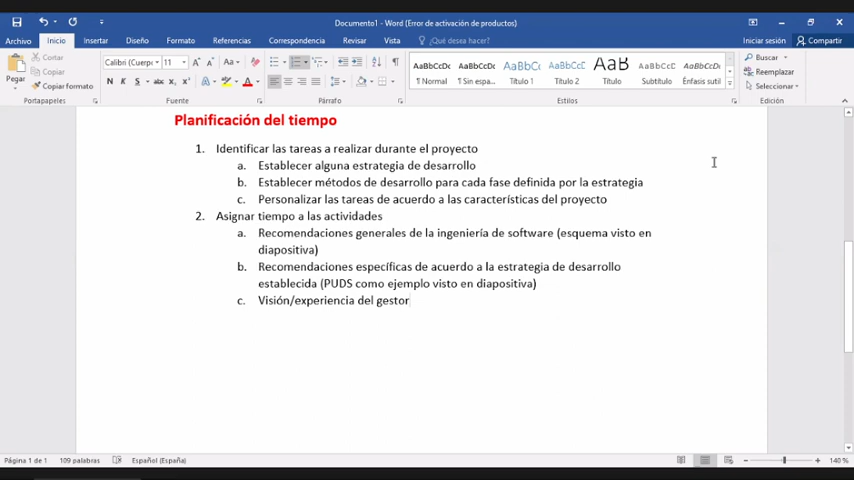 Documento1 - Word (Error de activación de productos)
Archivo Inicio Insertar Diseño Formato Referencias Correspondencia Revisar Vista ¿Qué desea hacer? Iniciar sesión Compartir
Pegar
Cortar
Copiar
Copiar formato
Portapapeles
Calibri (Cuerpo 11
Fuente
Párrafo
AaBbCcDc AaBbCcDc AaBbCc AaBbCcC AaB AaBbCcC AaBbCcDc
¶ Normal ¶ Sin espa... Título 1 Título 2 Título Subtítulo Énfasis sutil
Estilos
Buscar
Reemplazar
Seleccionar
Edición
Planificación del tiempo
1. Identificar las tareas a realizar durante el proyecto
a. Establecer alguna estrategia de desarrollo
b. Establecer métodos de desarrollo para cada fase definida por la estrategia
c. Personalizar las tareas de acuerdo a las características del proyecto
2. Asignar tiempo a las actividades
a. Recomendaciones generales de la ingeniería de software (esquema visto en
diapositiva)
b. Recomendaciones específicas de acuerdo a la estrategia de desarrollo
establecida (PUDS como ejemplo visto en diapositiva)
c. Visión/experiencia del gestor
Página 1 de 1 109 palabras Español (España) 140 %